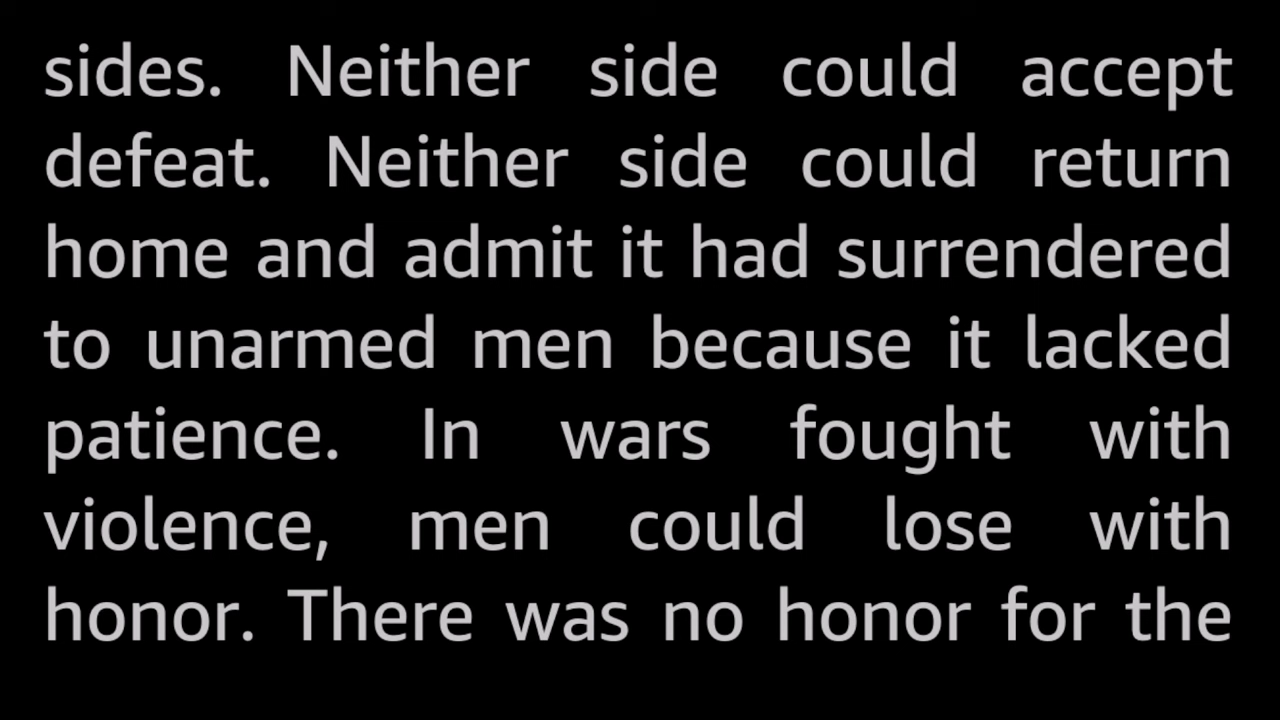 sides. Neither side could accept
defeat. Neither side could return
home and admit it had surrendered
to unarmed men because it lacked
patience. In wars fought with
violence, men could lose with
honor. There was no honor for the